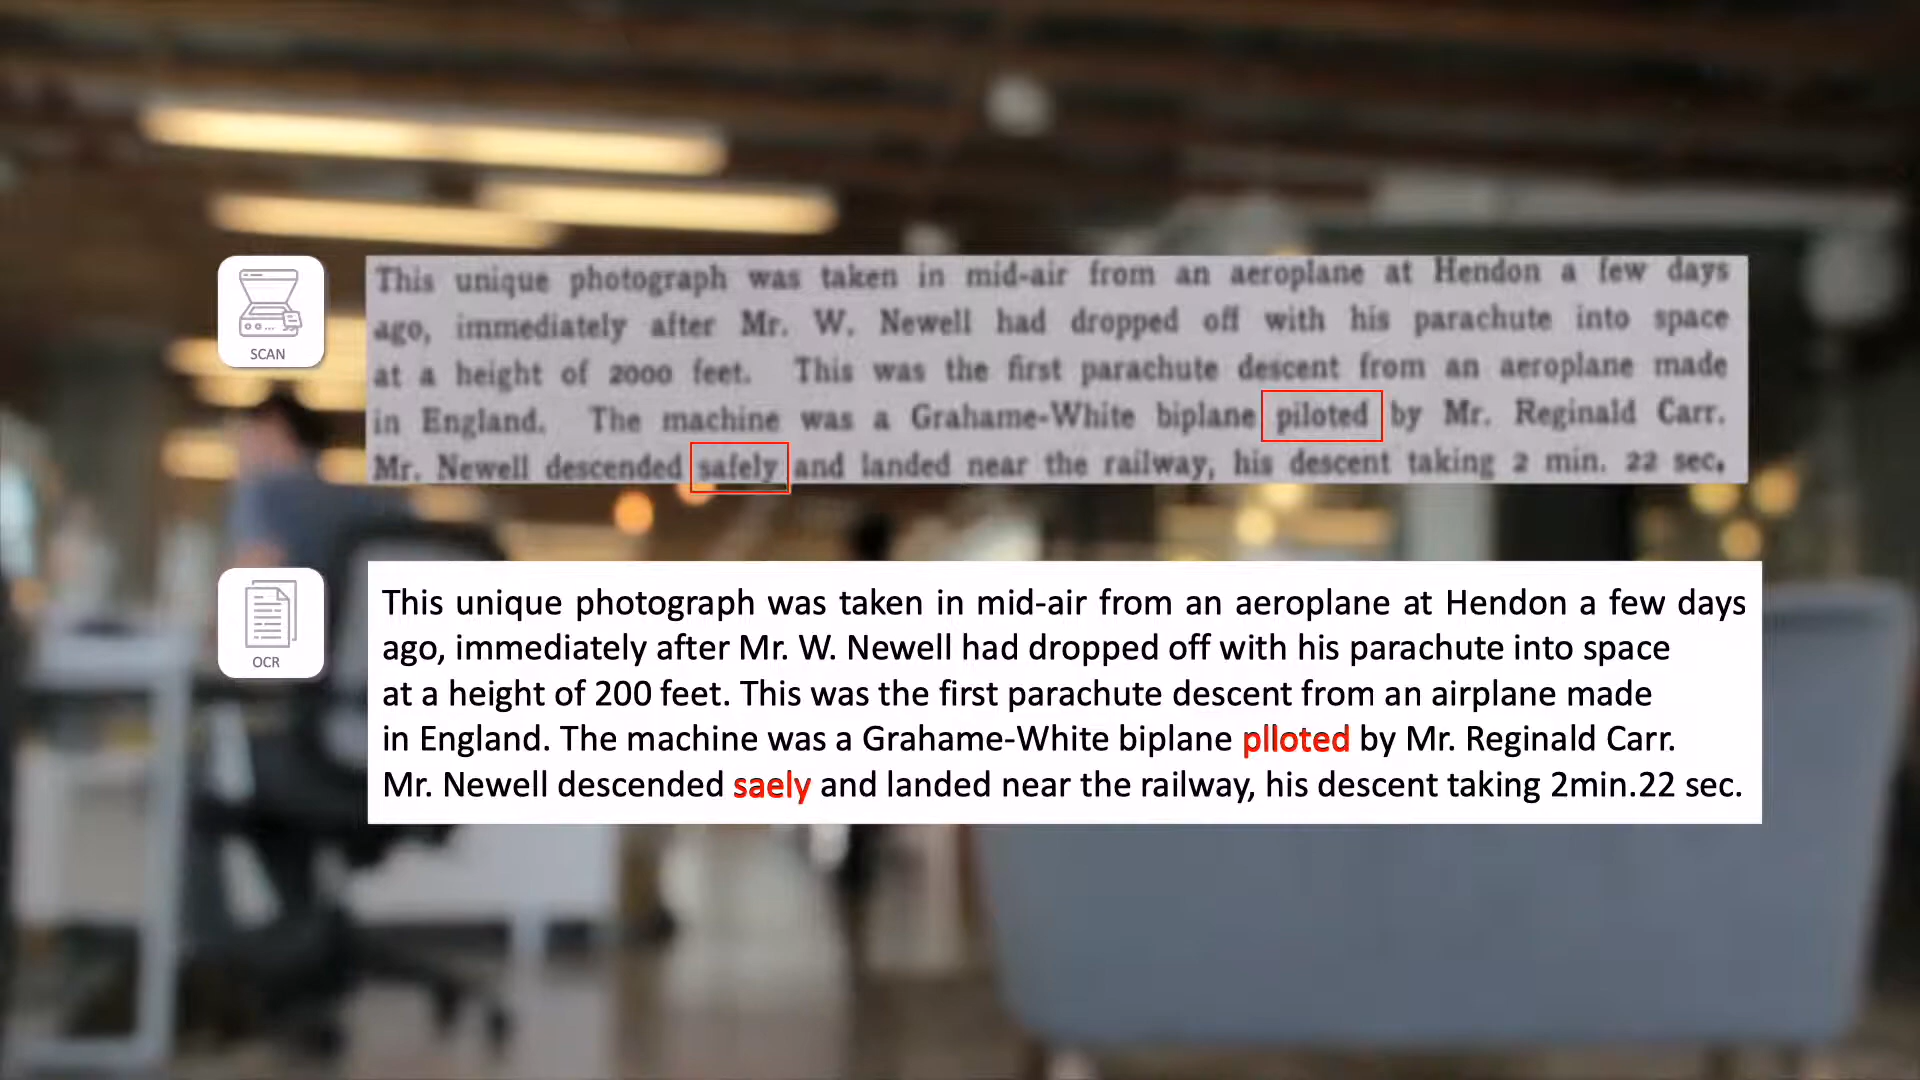 SCAN
This unique photograph was taken in mid-air from an aeroplane at Hendon a few days
ago, immediately after Mr. W. Newell had dropped off with his parachute into space
at a height of 2000 feet. This was the first parachute descent from an aeroplane made
in England. The machine was a Grahame-White biplane piloted by Mr. Reginald Carr.
Mr. Newell descended safely and landed near the railway, his descent taking 2 min. 22 sec.
OCR
This unique photograph was taken in mid-air from an aeroplane at Hendon a few days
ago, immediately after Mr. W. Newell had dropped off with his parachute into space
at a height of 200 feet. This was the first parachute descent from an airplane made
in England. The machine was a Grahame-White biplane plloted by Mr. Reginald Carr.
Mr. Newell descended saely and landed near the railway, his descent taking 2min.22 sec.